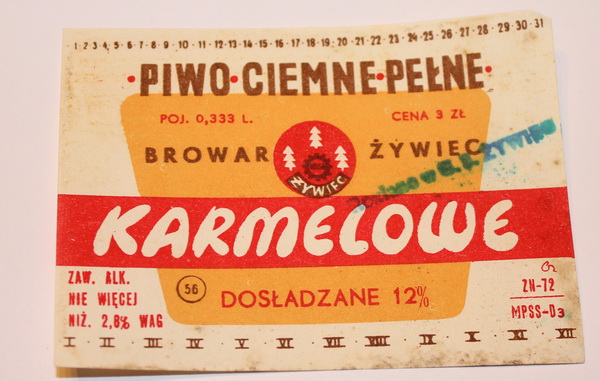 1 2 3 4 5 6 7 8 9 10 11 12 13 14 15 16 17 18 19 20 21 22 23 24 25 26 27 28 29 30 31
PIWO·CIEMNE·PEŁNE
POJ. 0,333 L.
CENA 3 ZŁ
BROWAR ŻYWIEC
ŻYWIEC
ŻYWIEC
KARMELOWE
ZAW. ALK.
NIE WIĘCEJ
NIŻ. 2,8% WAG
56
DOSŁADZANE 12%
ZN-72
MPSS-D3
I II III IV V VI VII VIII IX X XI XII